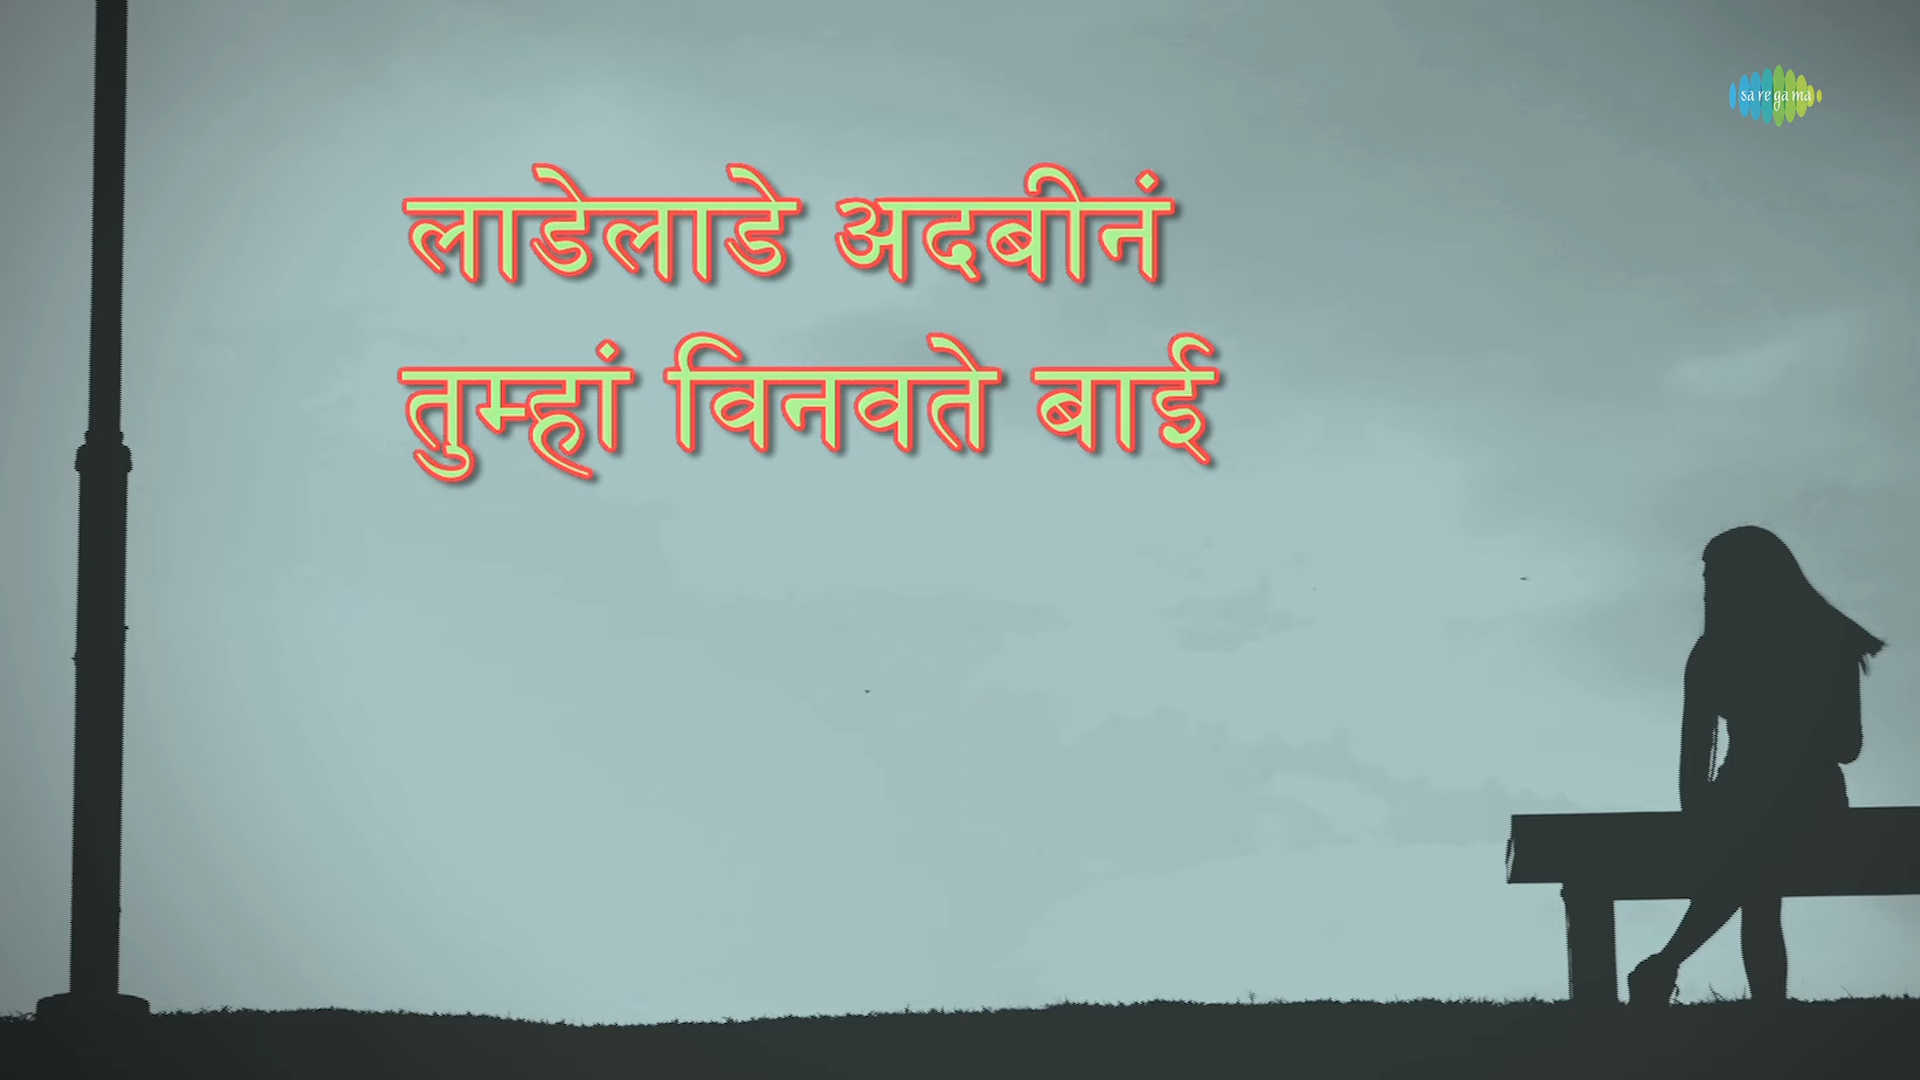 saregama
लाडेलाडे अदबीनं
तुम्हां विनवते बाई